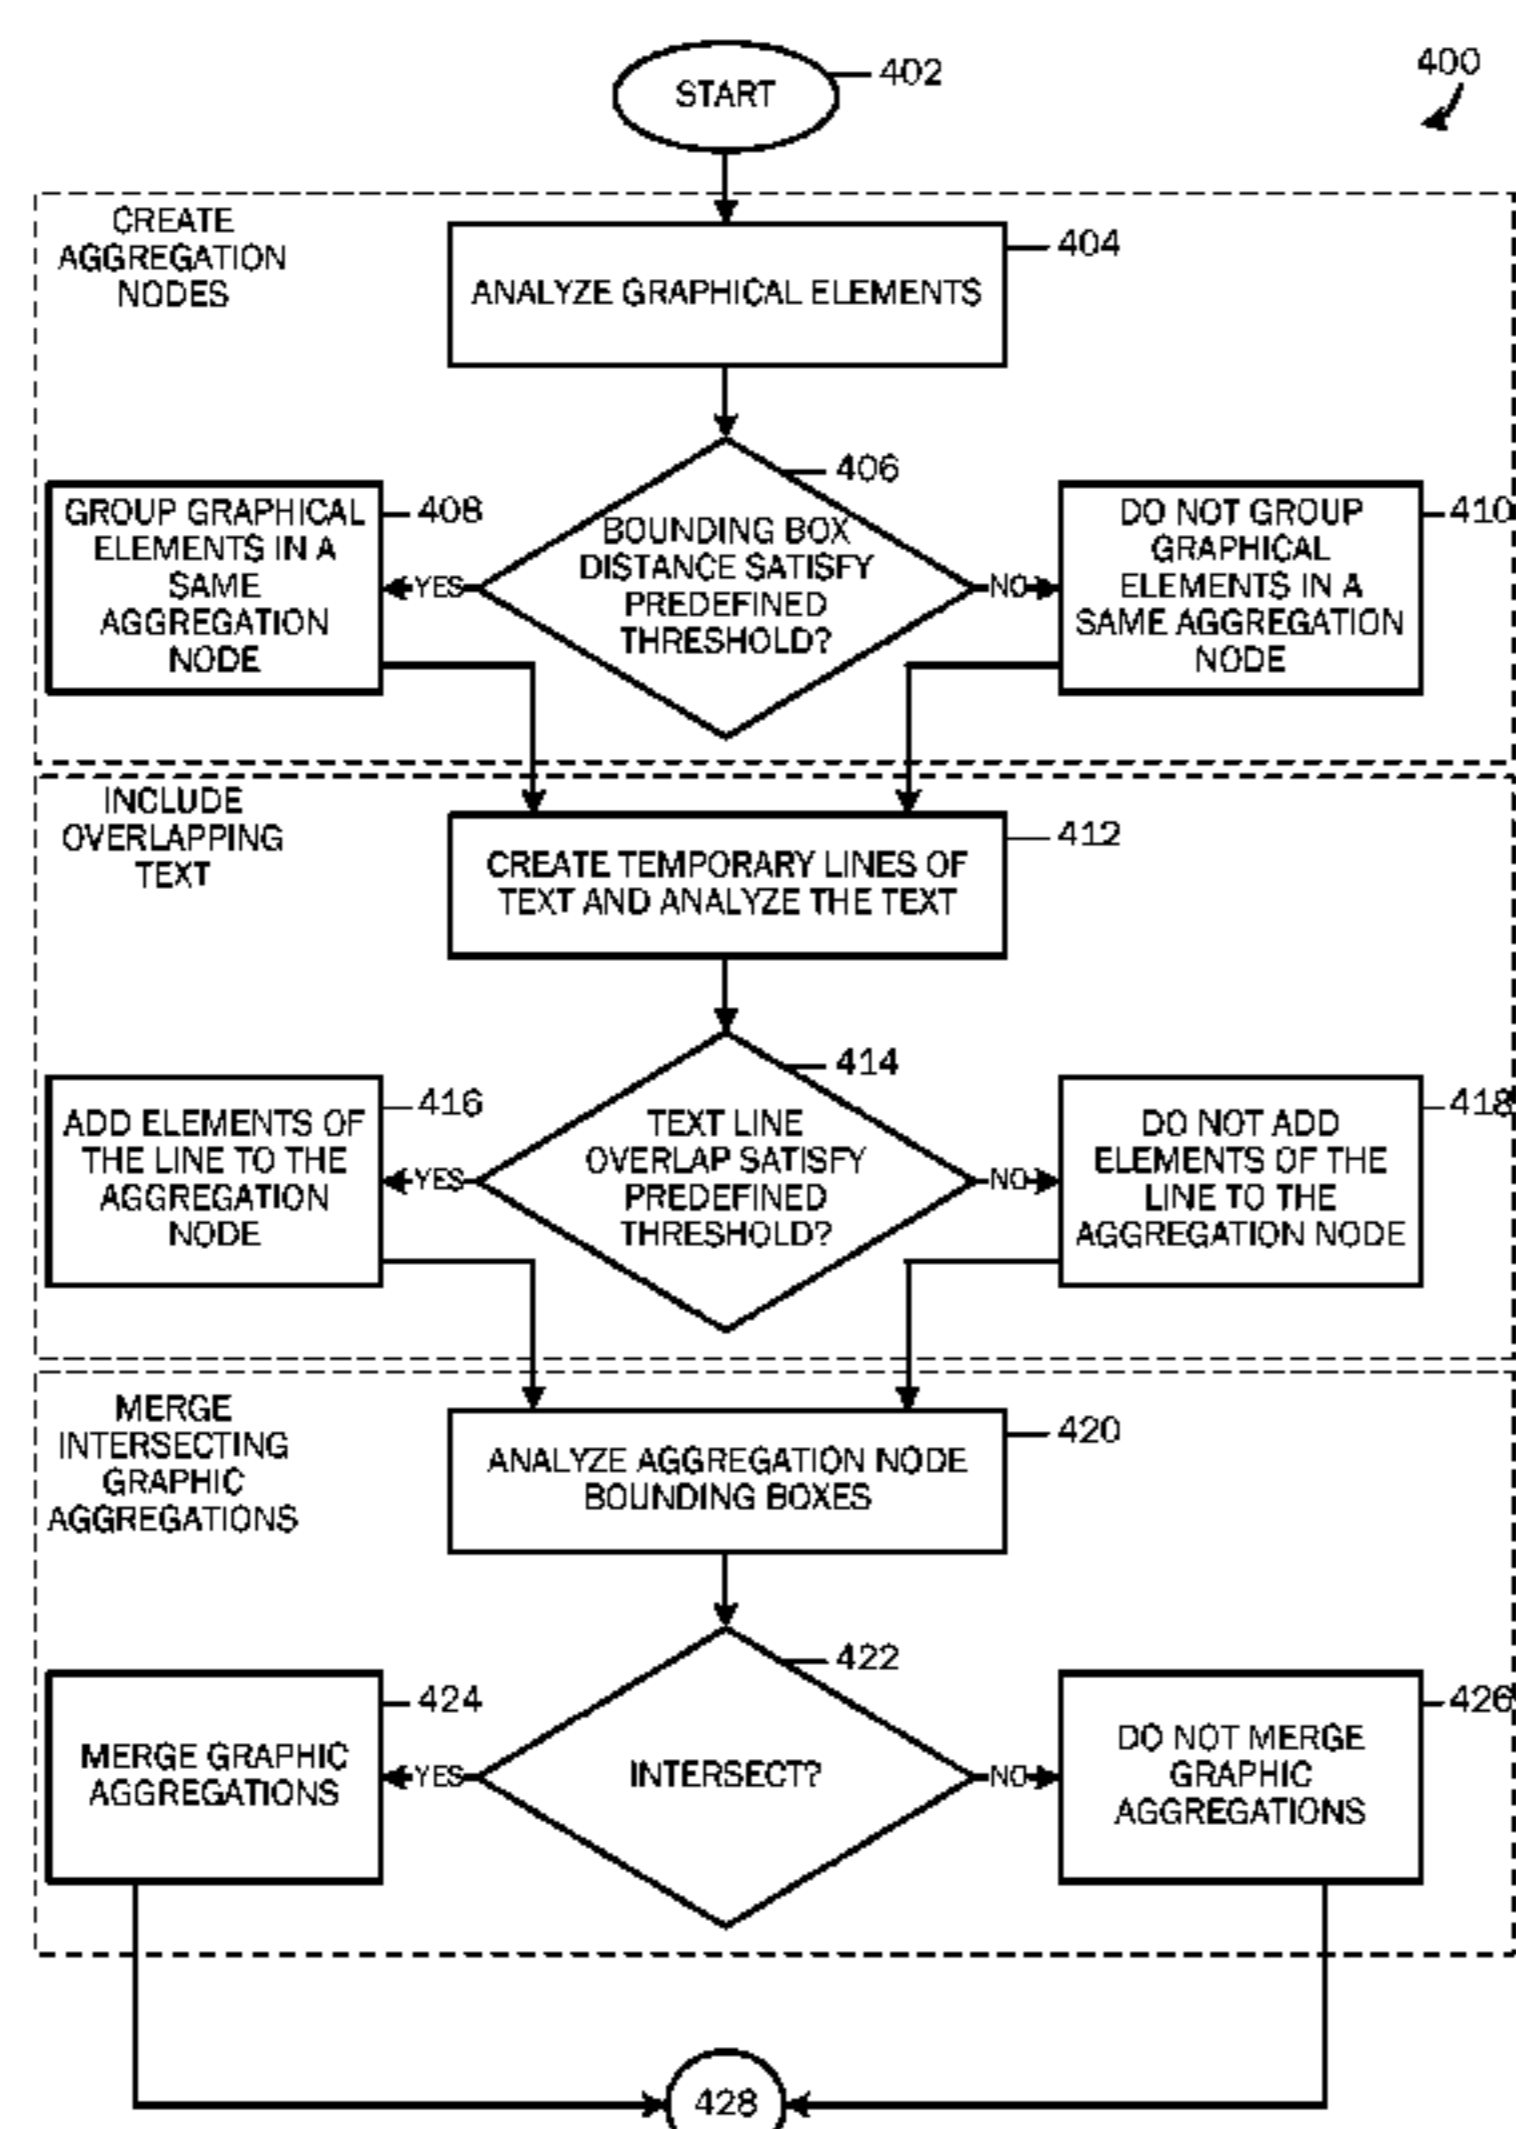 START
402
400
CREATE
AGGREGATION
NODES
ANALYZE GRAPHICAL ELEMENTS
404
406
BOUNDING BOX
DISTANCE SATISFY
PREDEFINED
THRESHOLD?
GROUP GRAPHICAL
ELEMENTS IN A
SAME
AGGREGATION
NODE
408
YES
NO
DO NOT GROUP
GRAPHICAL
ELEMENTS IN A
SAME AGGREGATION
NODE
410
INCLUDE
OVERLAPPING
TEXT
CREATE TEMPORARY LINES OF
TEXT AND ANALYZE THE TEXT
412
414
TEXT LINE
OVERLAP SATISFY
PREDEFINED
THRESHOLD?
ADD ELEMENTS OF
THE LINE TO THE
AGGREGATION
NODE
416
YES
NO
DO NOT ADD
ELEMENTS OF THE
LINE TO THE
AGGREGATION NODE
418
MERGE
INTERSECTING
GRAPHIC
AGGREGATIONS
ANALYZE AGGREGATION NODE
BOUNDING BOXES
420
422
INTERSECT?
MERGE GRAPHIC
AGGREGATIONS
424
YES
NO
DO NOT MERGE
GRAPHIC
AGGREGATIONS
426
428